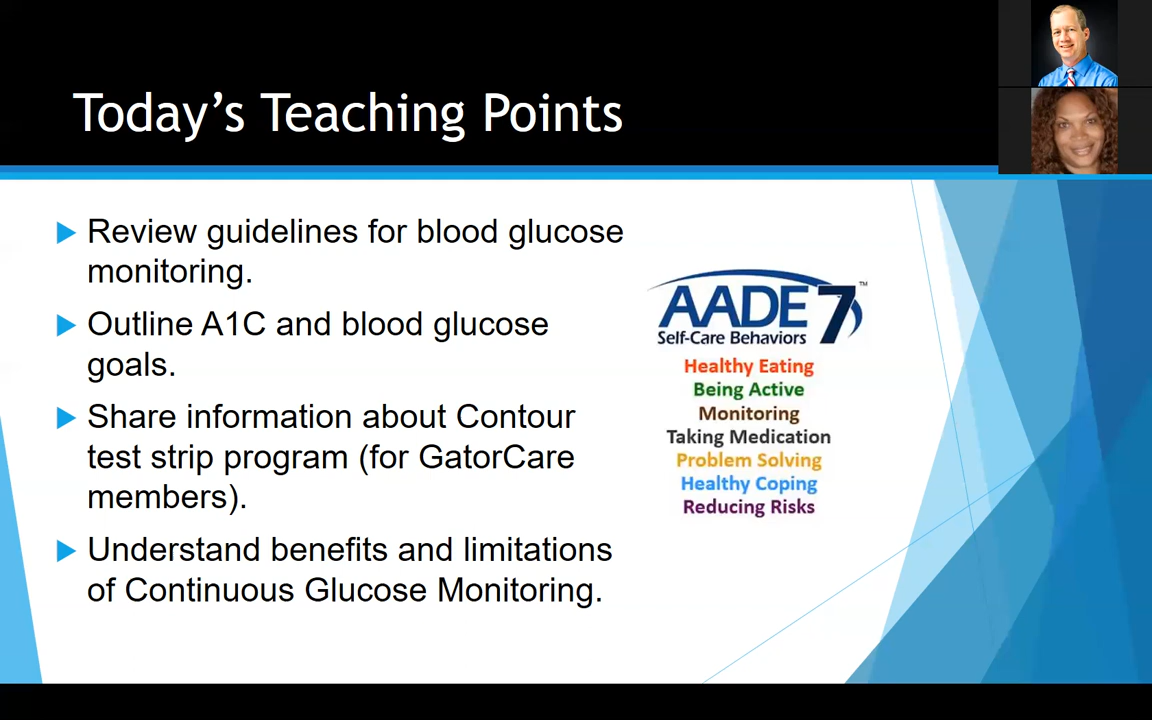 Today's Teaching Points
Review guidelines for blood glucose
monitoring.
Outline A1C and blood glucose
goals.
Share information about Contour
test strip program (for GatorCare
members).
Understand benefits and limitations
of Continuous Glucose Monitoring.
AADE7™
Self-Care Behaviors
Healthy Eating
Being Active
Monitoring
Taking Medication
Problem Solving
Healthy Coping
Reducing Risks